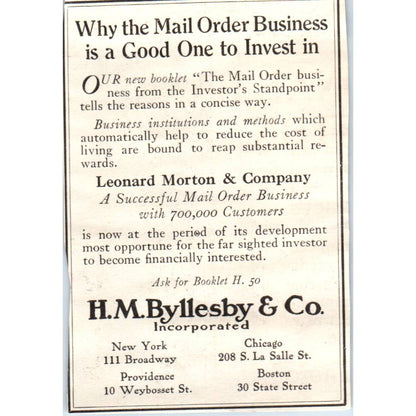 Why the Mail Order Business
is a Good One to Invest in
OUR new booklet "The Mail Order busi-
ness from the Investor's Standpoint"
tells the reasons in a concise way.
Business institutions and methods which
automatically help to reduce the cost of
living are bound to reap substantial re-
wards.
Leonard Morton & Company
A Successful Mail Order Business
with 700,000 Customers
is now at the period of its development
most opportune for the far sighted investor
to become financially interested.
Ask for Booklet H. 50
H.M.Byllesby & Co.
Incorporated
New York Chicago
111 Broadway 208 S. La Salle St.
Providence Boston
10 Weybosset St. 30 State Street